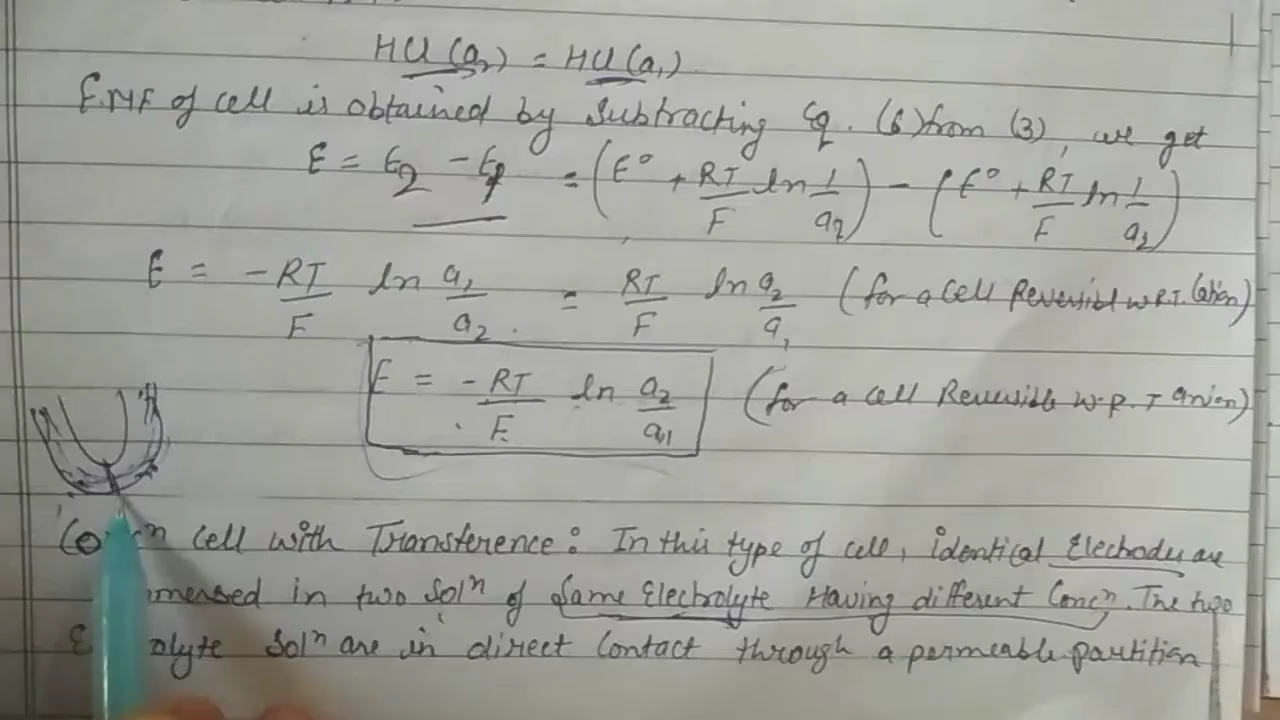 HCl (a₂) = HCl (a₁)
E.M.F of cell is obtained by subtracting Eq. (6) from (3), we get
E = E₂ - E₁ = (E° + RT/F ln 1/a₂) - (E° + RT/F ln 1/a₁)
E = -RT/F ln a₁/a₂ = RT/F ln a₂/a₁ (for a cell Reversible W.R.T. Cation)
E = -RT/F ln a₂/a₁ (for a cell Reversible W.R.T anion)
cell with Transference: In this type of cell, identical Electrodes are
in two Solⁿ of Same Electrolyte Having different Concⁿ. The two
Solⁿ are in direct Contact through a permeable partition